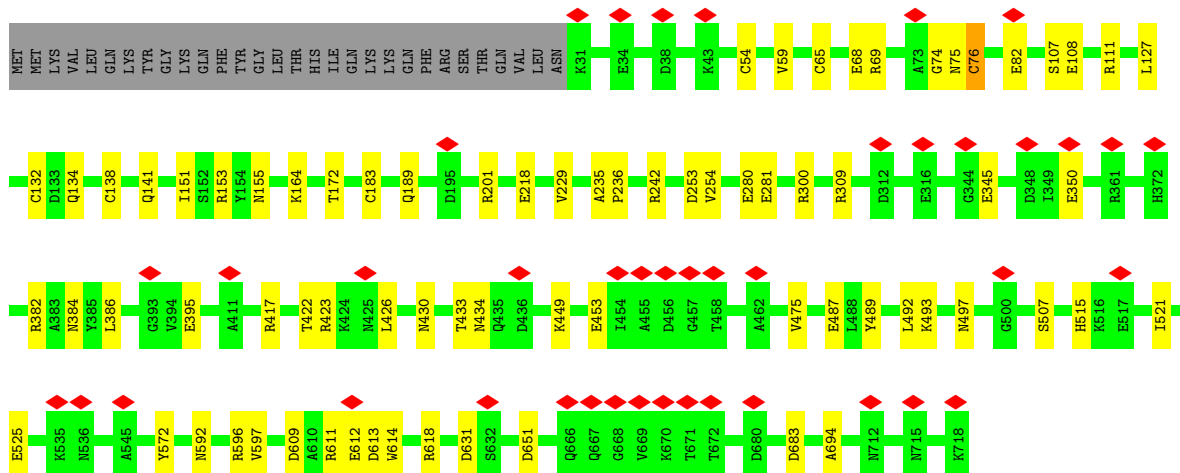 MET MET LYS VAL LEU GLY GLN LYS TYR GLY LYS GLN PHE TYR GLY LEU THR HIS ILE GLN LYS LYS GLN PHE ARG SER THR GLN VAL LEU ASN K31 E34 D38 K43 C54 V59 C65 E68 R69 A73 G74 N75 C76 E82 S107 E108 R111 L127
C132 D133 Q134 C138 Q141 I151 S152 R153 Y154 N155 K164 T172 C183 Q189 D195 R201 E218 V229 A235 P236 R242 D253 V254 E280 E281 R300 R309 D312 E316 G344 E345 D348 I349 E350 R361 H372
R382 A383 N384 Y385 L386 G393 V394 E395 A411 R417 T422 R423 K424 N425 L426 N430 T433 N434 Q435 D436 K449 E453 I454 A455 D456 G457 T458 A462 V475 E487 L488 Y489 L492 K493 N497 G500 S507 H515 K516 E517 I521
E525 K535 N536 A545 Y572 N592 R596 V597 D609 A610 R611 E612 D613 W614 R618 D631 S632 D651 Q666 Q667 G668 V669 K670 T671 T672 D680 D683 A694 N712 N715 K718